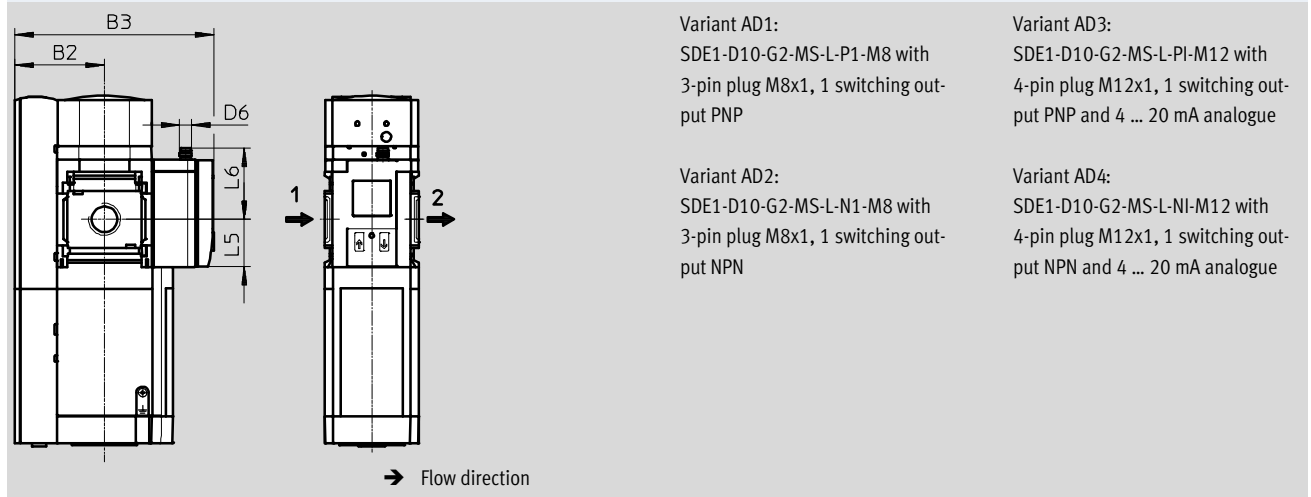 B3
B2
D6
L6
L5
1
2
→ Flow direction
Variant AD1:
SDE1-D10-G2-MS-L-P1-M8 with
3-pin plug M8x1, 1 switching out-
put PNP
Variant AD2:
SDE1-D10-G2-MS-L-N1-M8 with
3-pin plug M8x1, 1 switching out-
put NPN
Variant AD3:
SDE1-D10-G2-MS-L-PI-M12 with
4-pin plug M12x1, 1 switching out-
put PNP and 4 … 20 mA analogue
Variant AD4:
SDE1-D10-G2-MS-L-NI-M12 with
4-pin plug M12x1, 1 switching out-
put NPN and 4 … 20 mA analogue